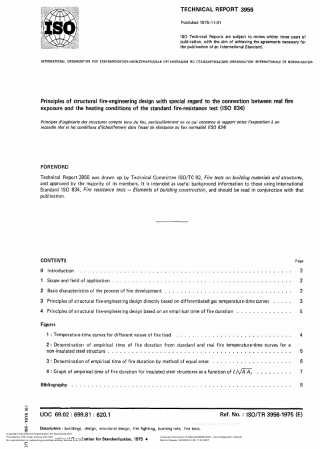 TECHNICAL REPORT 3956
ISO
Published 1975-11-01
ISO Technical Reports are subject to review within three years of
publication, with the aim of achieving the agreements necessary for
the publication of an International Standard.
INTERNATIONAL ORGANIZATION FOR STANDARDIZATION•МЕЖДУНАРОДНАЯ ОРГАНИЗАЦИЯ ПО СТАНДАРТИЗАЦИИ•ORGANISATION INTERNATIONALE DE NORMALISATION
Principles of structural fire-engineering design with special regard to the connection between real fire
exposure and the heating conditions of the standard fire-resistance test (ISO 834)
Principe d'ingénierie des structures compte tenu du feu, particulièrement en ce qui concerne le rapport entre l'exposition à un
incendie réel et les conditions d'échauffement dans l'essai de résistance au feu normalisé (ISO 834)
FOREWORD
Technical Report 3956 was drawn up by Technical Committee ISO/TC 92, Fire tests on building materials and structures,
and approved by the majority of its members. It is intended as useful background information to those using International
Standard ISO 834, Fire resistance tests – Elements of building construction, and should be read in conjunction with that
publication.
CONTENTS Page
0 Introduction 2
1 Scope and field of application 2
2 Basic characteristics of the process of fire development 2
3 Principles of structural fire-engineering design directly based on differentiated gas temperature-time curves 3
4 Principles of structural fire-engineering design based on an empirical time of fire duration 5
Figures
1 : Temperature-time curves for different values of fire load 4
2 : Determination of empirical time of fire duration from standard and real fire temperature-time curves for a
non-insulated steel structure 5
3 : Determination of empirical time of fire duration by method of equal areas 6
4 : Graph of empirical time of fire duration for insulated steel structures as a function of L/√A Aₜ 7
Bibliography 8
UDC 69.02 : 699.81 : 620.1 Ref. No. : ISO/TR 3956-1975 (E)
Descriptors : buildings, design, structural design, fire fighting, burning rate, fire tests.
Copyright International Organization for Standardization